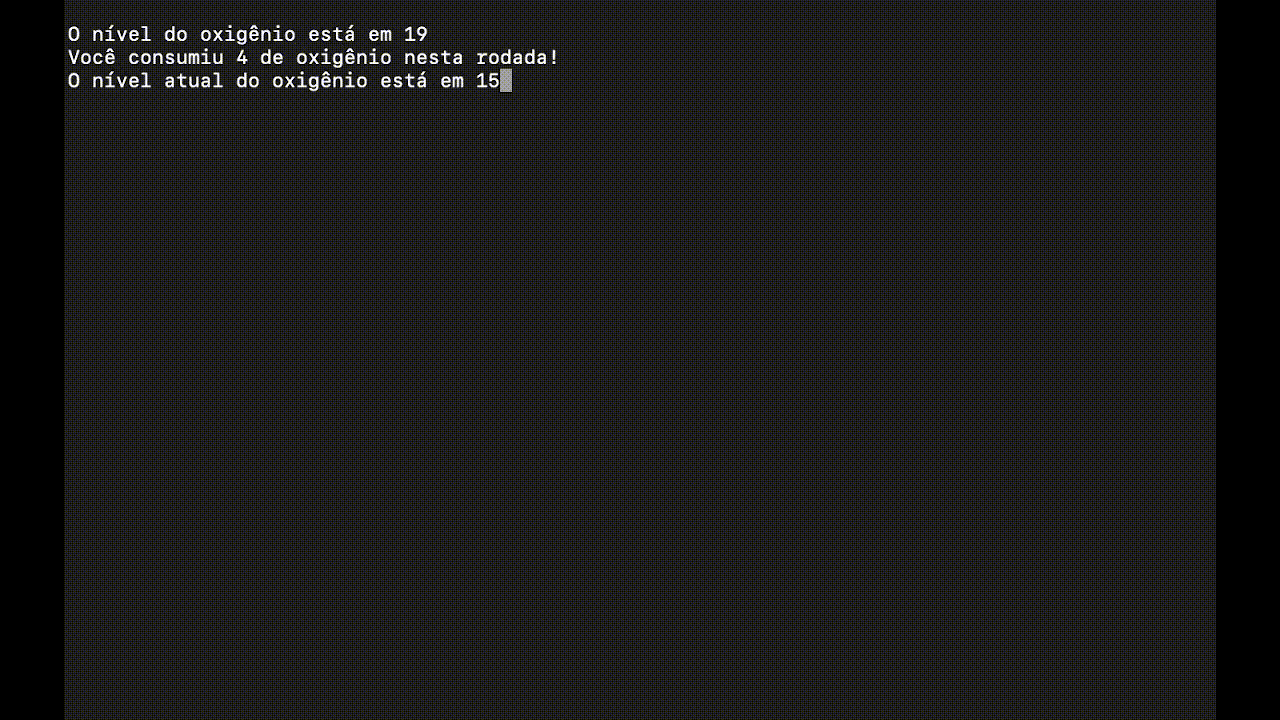 O nível do oxigênio está em 19
Você consumiu 4 de oxigênio nesta rodada!
O nível atual do oxigênio está em 15